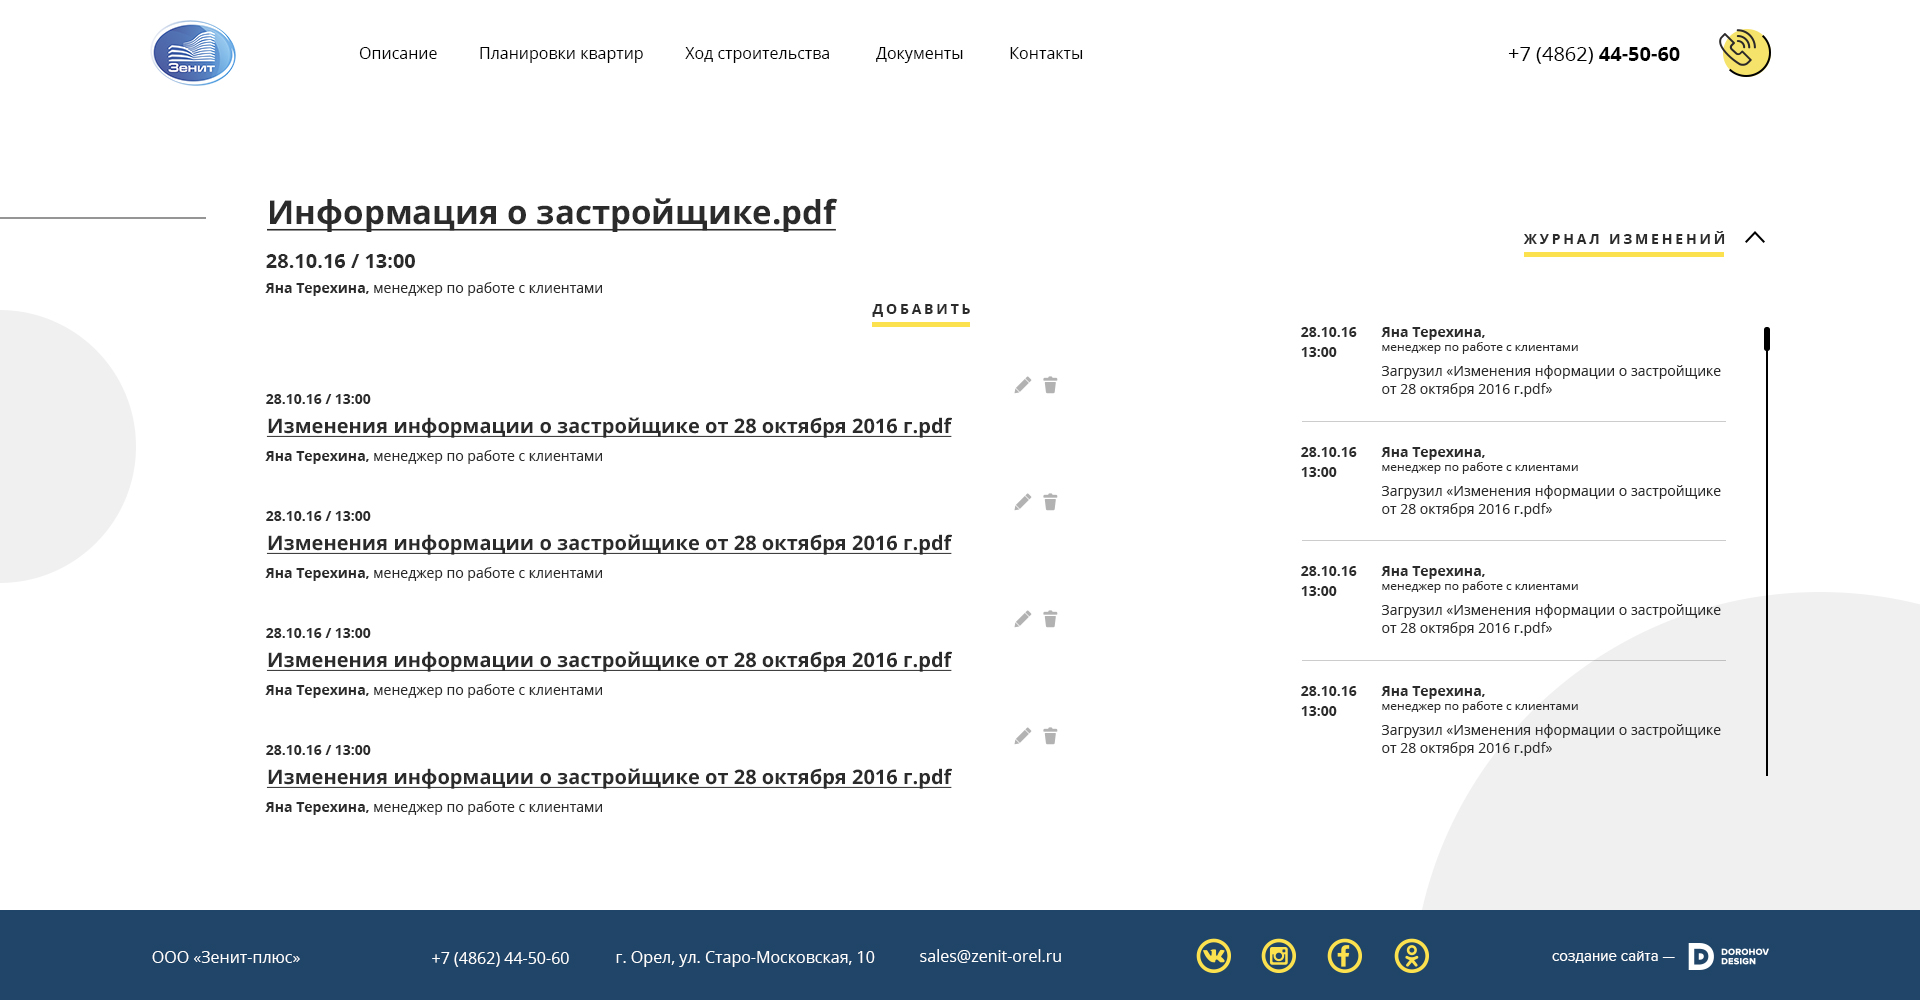 Зенит
Описание
Планировки квартир
Ход строительства
Документы
Контакты
+7 (4862) 44-50-60
Информация о застройщике.pdf
28.10.16 / 13:00
Яна Терехина, менеджер по работе с клиентами
ДОБАВИТЬ
28.10.16 / 13:00
Изменения информации о застройщике от 28 октября 2016 г.pdf
Яна Терехина, менеджер по работе с клиентами
28.10.16 / 13:00
Изменения информации о застройщике от 28 октября 2016 г.pdf
Яна Терехина, менеджер по работе с клиентами
28.10.16 / 13:00
Изменения информации о застройщике от 28 октября 2016 г.pdf
Яна Терехина, менеджер по работе с клиентами
28.10.16 / 13:00
Изменения информации о застройщике от 28 октября 2016 г.pdf
Яна Терехина, менеджер по работе с клиентами
ЖУРНАЛ ИЗМЕНЕНИЙ
28.10.16
13:00
Яна Терехина,
менеджер по работе с клиентами
Загрузил «Изменения нформации о застройщике
от 28 октября 2016 г.pdf»
28.10.16
13:00
Яна Терехина,
менеджер по работе с клиентами
Загрузил «Изменения нформации о застройщике
от 28 октября 2016 г.pdf»
28.10.16
13:00
Яна Терехина,
менеджер по работе с клиентами
Загрузил «Изменения нформации о застройщике
от 28 октября 2016 г.pdf»
28.10.16
13:00
Яна Терехина,
менеджер по работе с клиентами
Загрузил «Изменения нформации о застройщике
от 28 октября 2016 г.pdf»
ООО «Зенит-плюс»
+7 (4862) 44-50-60
г. Орел, ул. Старо-Московская, 10
sales@zenit-orel.ru
создание сайта —
DOROHOV
DESIGN